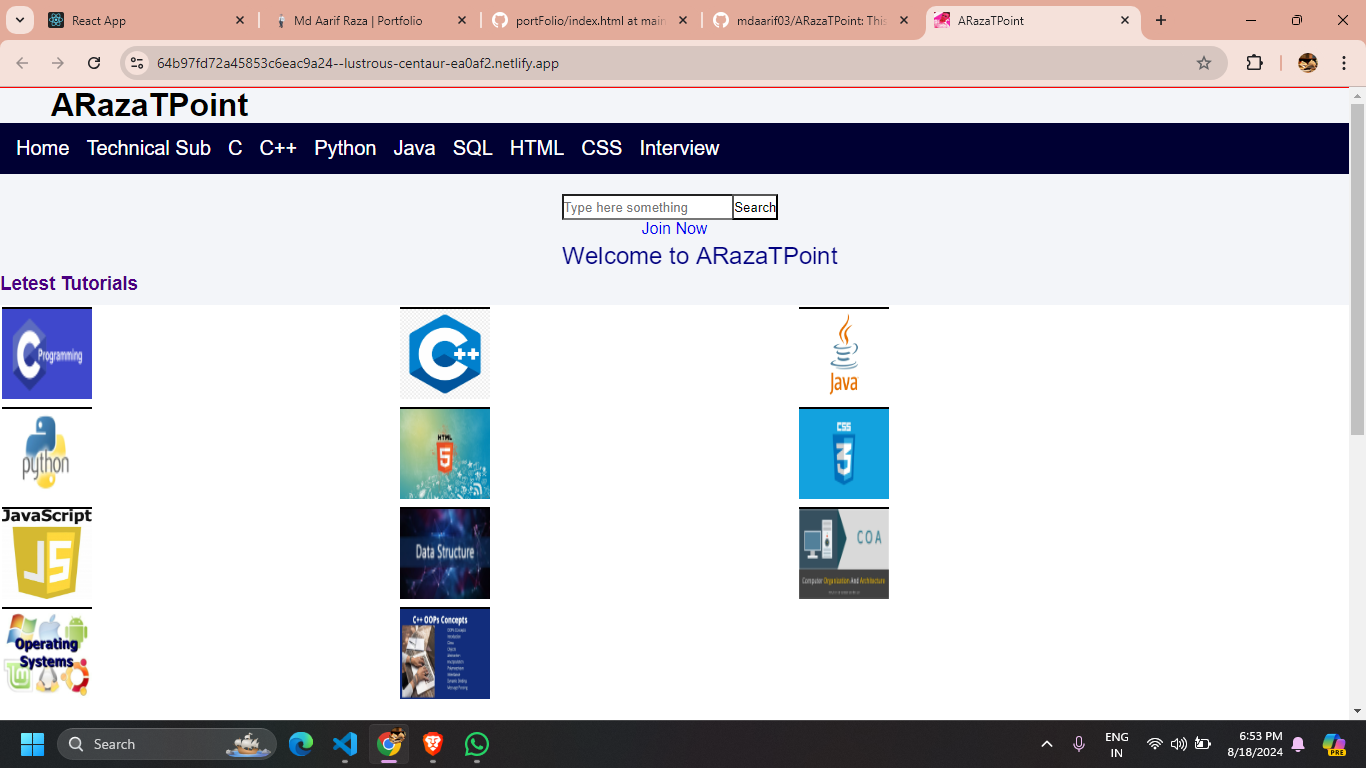 React App
Md Aarif Raza | Portfolio
portFolio/index.html at main
mdaarif03/ARazaTPoint: This
ARazaTPoint
64b97fd72a45853c6eac9a24--lustrous-centaur-ea0af2.netlify.app
ARazaTPoint
Home Technical Sub C C++ Python Java SQL HTML CSS Interview
Type here something Search
Join Now
Welcome to ARazaTPoint
Letest Tutorials
C Programming
C++
Java
python
HTML
5
CSS
3
JavaScript
JS
Data Structure
COA
Computer Organization And Architecture
Operating
Systems
C++ OOPs Concepts
Search
ENG
IN
6:53 PM
8/18/2024
PRE